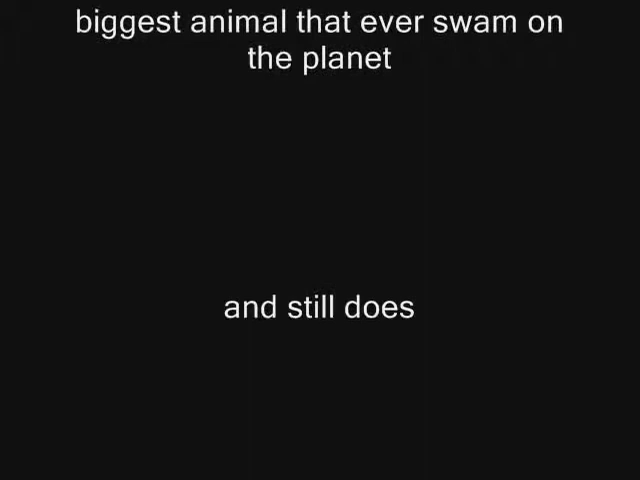 biggest animal that ever swam on
the planet
and still does